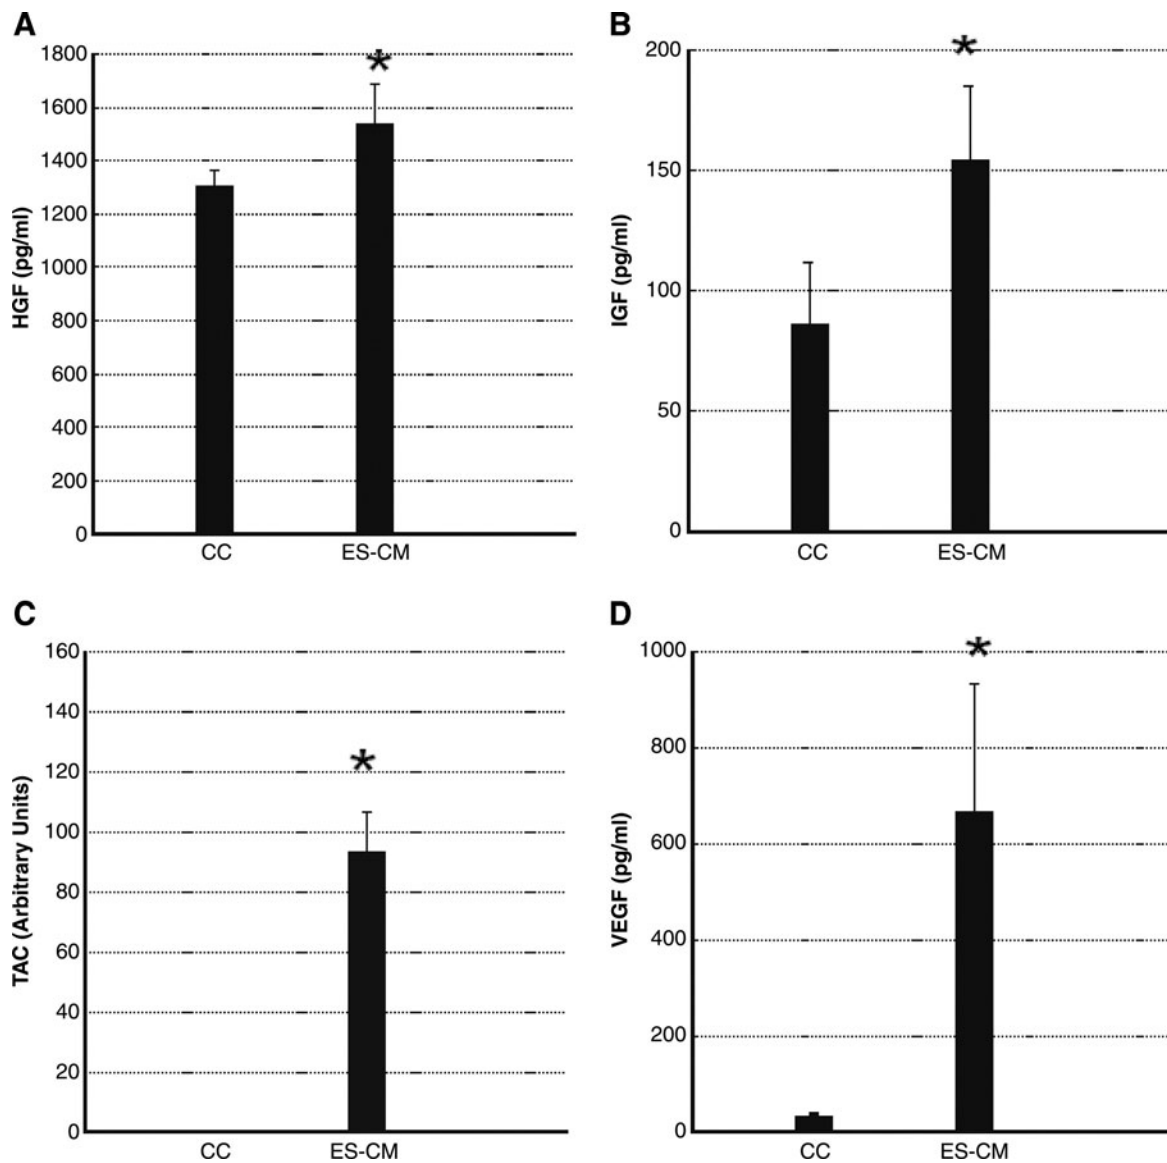 A
HGF (pg/ml)
1800
1600
1400
1200
1000
800
600
400
200
0
*
CC
ES-CM
B
IGF (pg/ml)
200
150
100
50
0
*
CC
ES-CM
C
TAC (Arbitrary Units)
160
140
120
100
80
60
40
20
0
*
CC
ES-CM
D
VEGF (pg/ml)
1000
800
600
400
200
0
*
CC
ES-CM